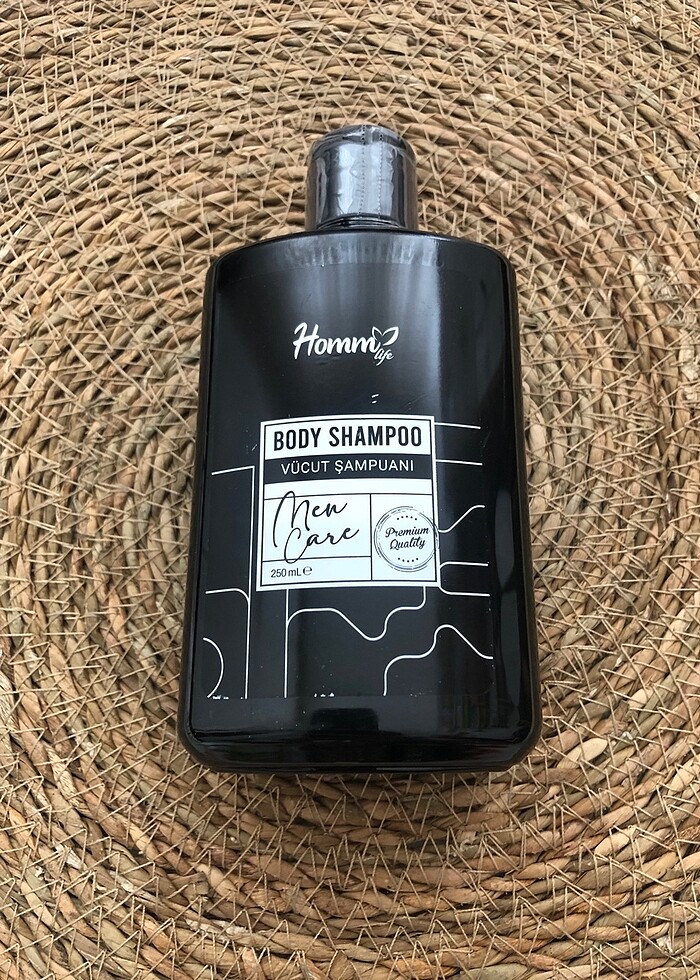 Homm
life
BODY SHAMPOO
VÜCUT ŞAMPUANI
Men
Care
Premium
Quality
250 mL ℮